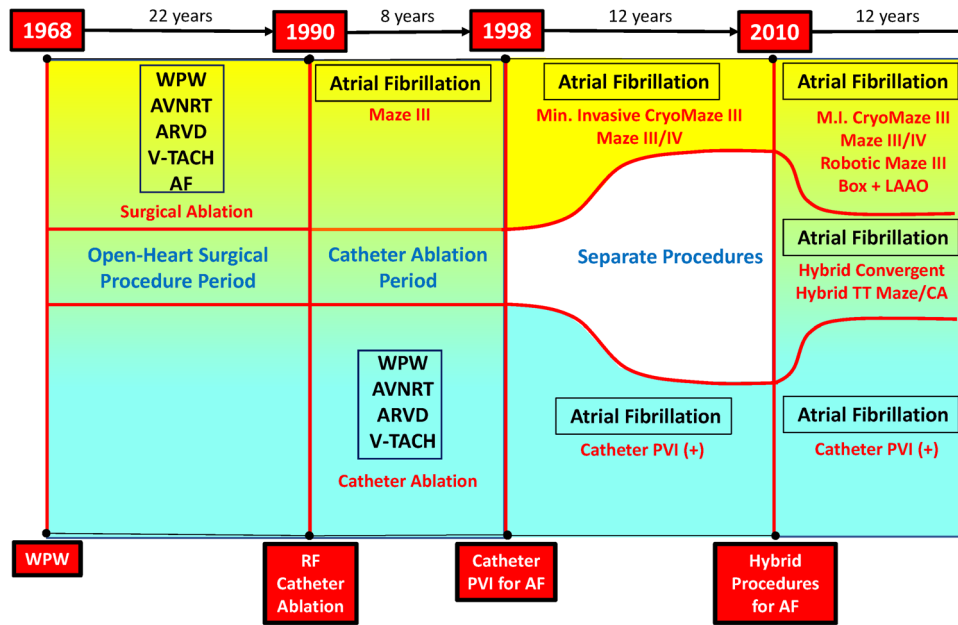 22 years
8 years
12 years
12 years
1968
1990
1998
2010
WPW
AVNRT
ARVD
V-TACH
AF
Surgical Ablation
Open-Heart Surgical
Procedure Period
Atrial Fibrillation
Maze III
Catheter Ablation
Period
WPW
AVNRT
ARVD
V-TACH
Catheter Ablation
Atrial Fibrillation
Min. Invasive CryoMaze III
Maze III/IV
Separate Procedures
Atrial Fibrillation
Catheter PVI (+)
Atrial Fibrillation
M.I. CryoMaze III
Maze III/IV
Robotic Maze III
Box + LAAO
Atrial Fibrillation
Hybrid Convergent
Hybrid TT Maze/CA
Atrial Fibrillation
Catheter PVI (+)
WPW
RF
Catheter
Ablation
Catheter
PVI for AF
Hybrid
Procedures
for AF